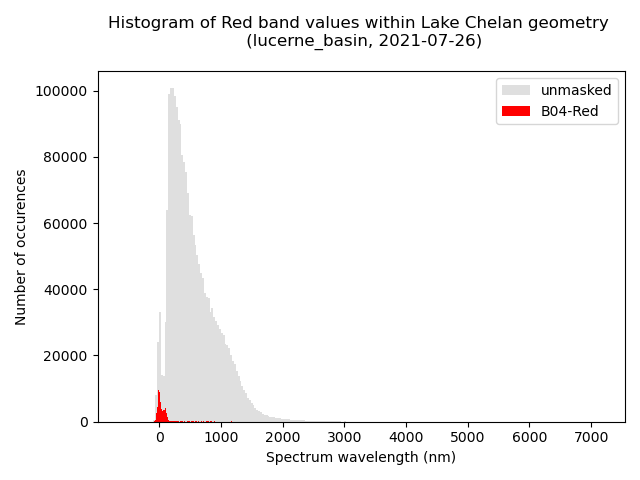 Histogram of Red band values within Lake Chelan geometry
(lucerne_basin, 2021-07-26)
unmasked
B04-Red
Number of occurences
100000
80000
60000
40000
20000
0
0 1000 2000 3000 4000 5000 6000 7000
Spectrum wavelength (nm)